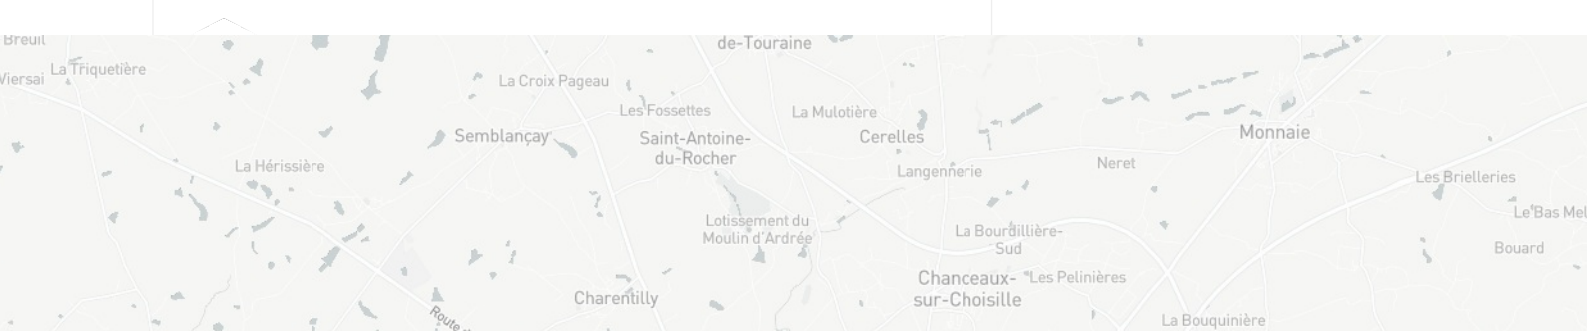 Breuil
de-Touraine
La Triquetière
Viersai
La Croix Pageau
Les Fossettes
La Mulotière
Semblançay
Saint-Antoine-
du-Rocher
Cerelles
Monnaie
La Hérissière
Langennerie
Neret
Les Brielleries
Lotissement du
Moulin d'Ardrée
La Bourdillière-
Sud
Le Bas Mel
Bouard
Chanceaux-
sur-Choisille
Les Pelinières
Charentilly
Route
La Bouquinière